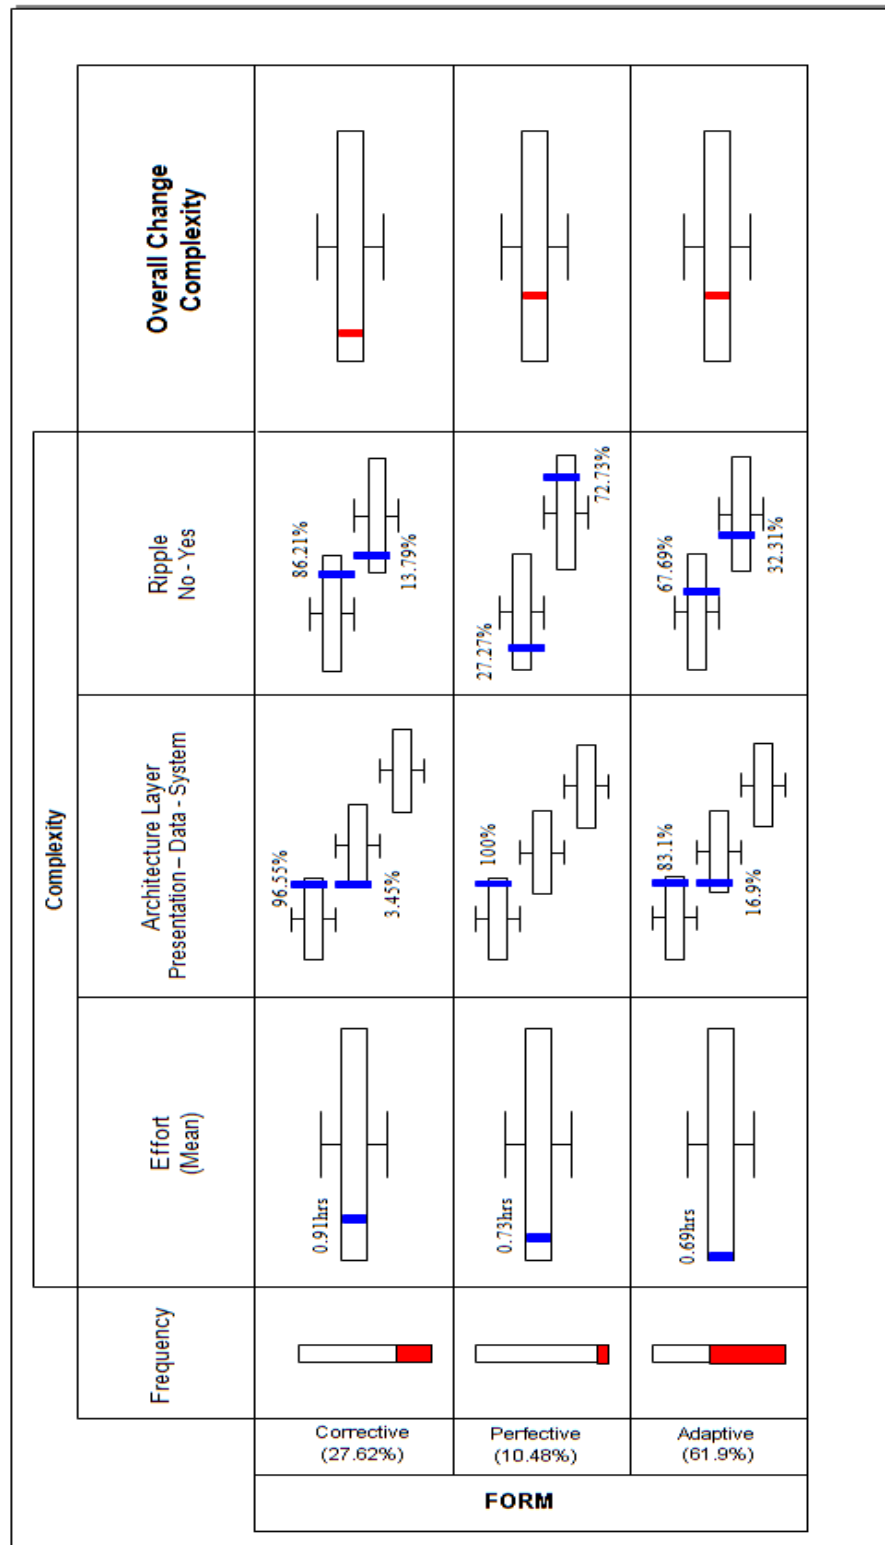 Overall Change
Complexity
Complexity
Ripple
No - Yes
86.21%
13.79%
27.27%
72.73%
67.69%
32.31%
Architecture Layer
Presentation – Data - System
96.55%
3.45%
100%
83.1%
16.9%
Effort
(Mean)
0.91hrs
0.73hrs
0.69hrs
Frequency
Corrective
(27.62%)
Perfective
(10.48%)
Adaptive
(61.9%)
FORM